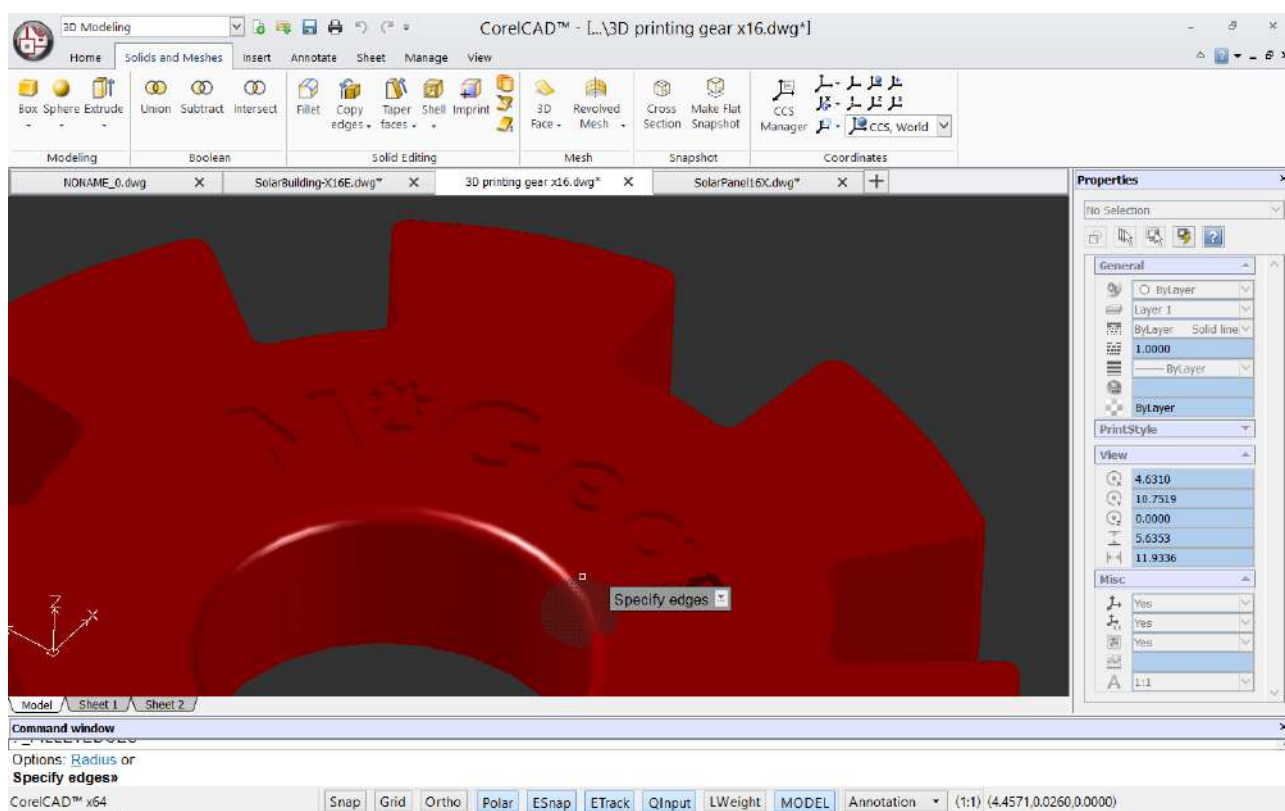 3D Modeling
CorelCAD™ - [...\3D printing gear x16.dwg*]
Home Solids and Meshes Insert Annotate Sheet Manage View
Box Sphere Extrude Union Subtract Intersect Fillet Copy edges Taper faces Shell Imprint 3D Face Revolved Mesh Cross Section Make Flat Snapshot CCS Manager CCS, World
Modeling Boolean Solid Editing Mesh Snapshot Coordinates
NONAME_0.dwg SolarBuilding-X16E.dwg* 3D printing gear x16.dwg* SolarPanel16X.dwg*
Properties
No Selection
General
ByLayer
Layer 1
ByLayer Solid line
1.0000
ByLayer
ByLayer
PrintStyle
View
4.6310
10.7519
0.0000
5.6353
11.9336
Misc
Yes
Yes
Yes
1:1
Specify edges
Z
X
Model Sheet 1 Sheet 2
Command window
Options: Radius or
Specify edges»
CorelCAD™ x64 Snap Grid Ortho Polar ESnap ETrack QInput LWeight MODEL Annotation (1:1) (4.4571,0.0260,0.0000)